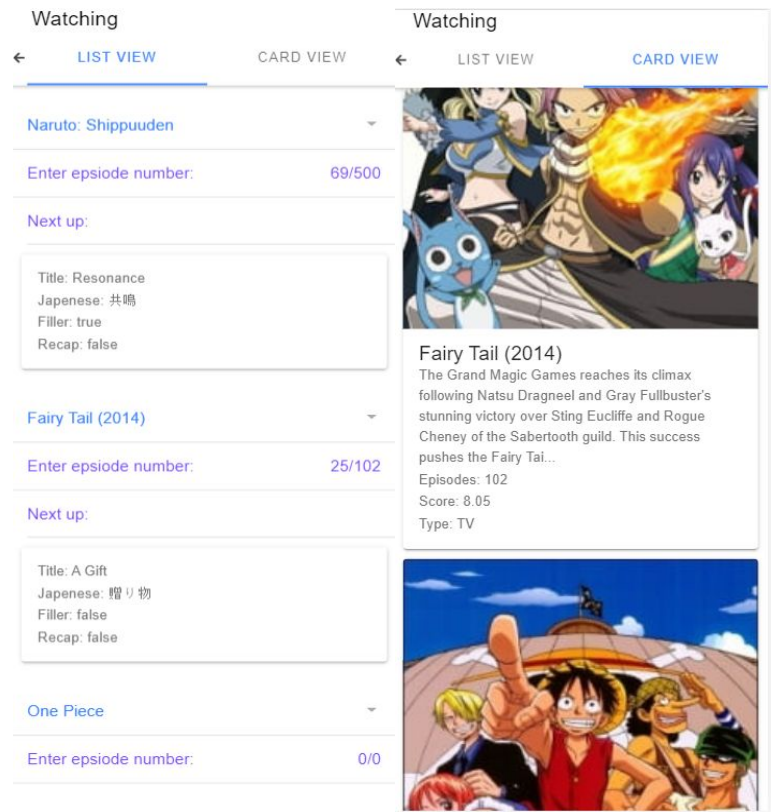 Watching
LIST VIEW
CARD VIEW
Naruto: Shippuuden
Enter epsiode number:
69/500
Next up:
Title: Resonance
Japenese: 共鳴
Filler: true
Recap: false
Fairy Tail (2014)
Enter epsiode number:
25/102
Next up:
Title: A Gift
Japenese: 贈り物
Filler: false
Recap: false
One Piece
Enter epsiode number:
0/0
Watching
LIST VIEW
CARD VIEW
Fairy Tail (2014)
The Grand Magic Games reaches its climax
following Natsu Dragneel and Gray Fullbuster's
stunning victory over Sting Eucliffe and Rogue
Cheney of the Sabertooth guild. This success
pushes the Fairy Tai...
Episodes: 102
Score: 8.05
Type: TV